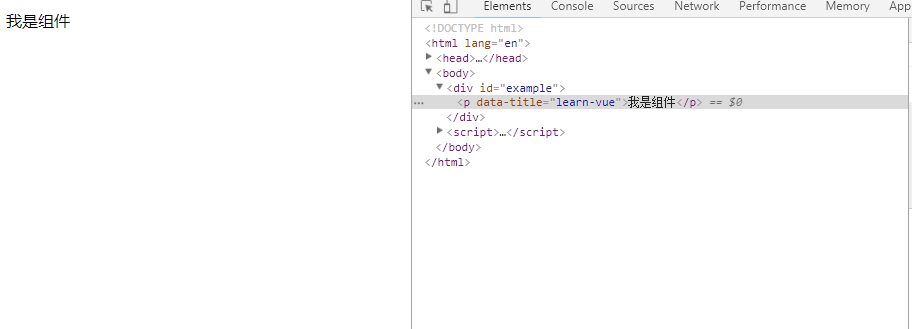 我是组件
Elements Console Sources Network Performance Memory App
<!DOCTYPE html>
<html lang="en">
<head>…</head>
<body>
<div id="example">
… <p data-title="learn-vue">我是组件</p> == $0
</div>
<script>…</script>
</body>
</html>